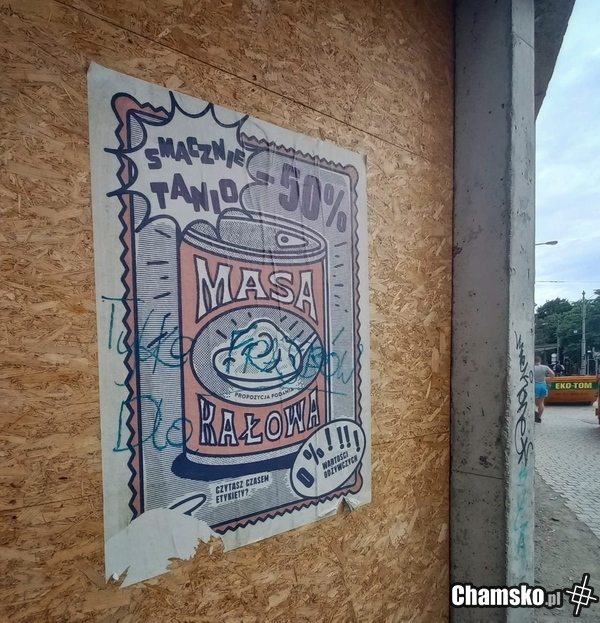 SMACZNIE
TANIO
-50%
MASA
PROPOZYCJA PODANIA
KAŁOWA
0%!!!!
WARTOŚCI
ODŻYWCZYCH
CZYTASZ CZASEM
ETYKIETY?
EKO-TOM
Chamsko.pl